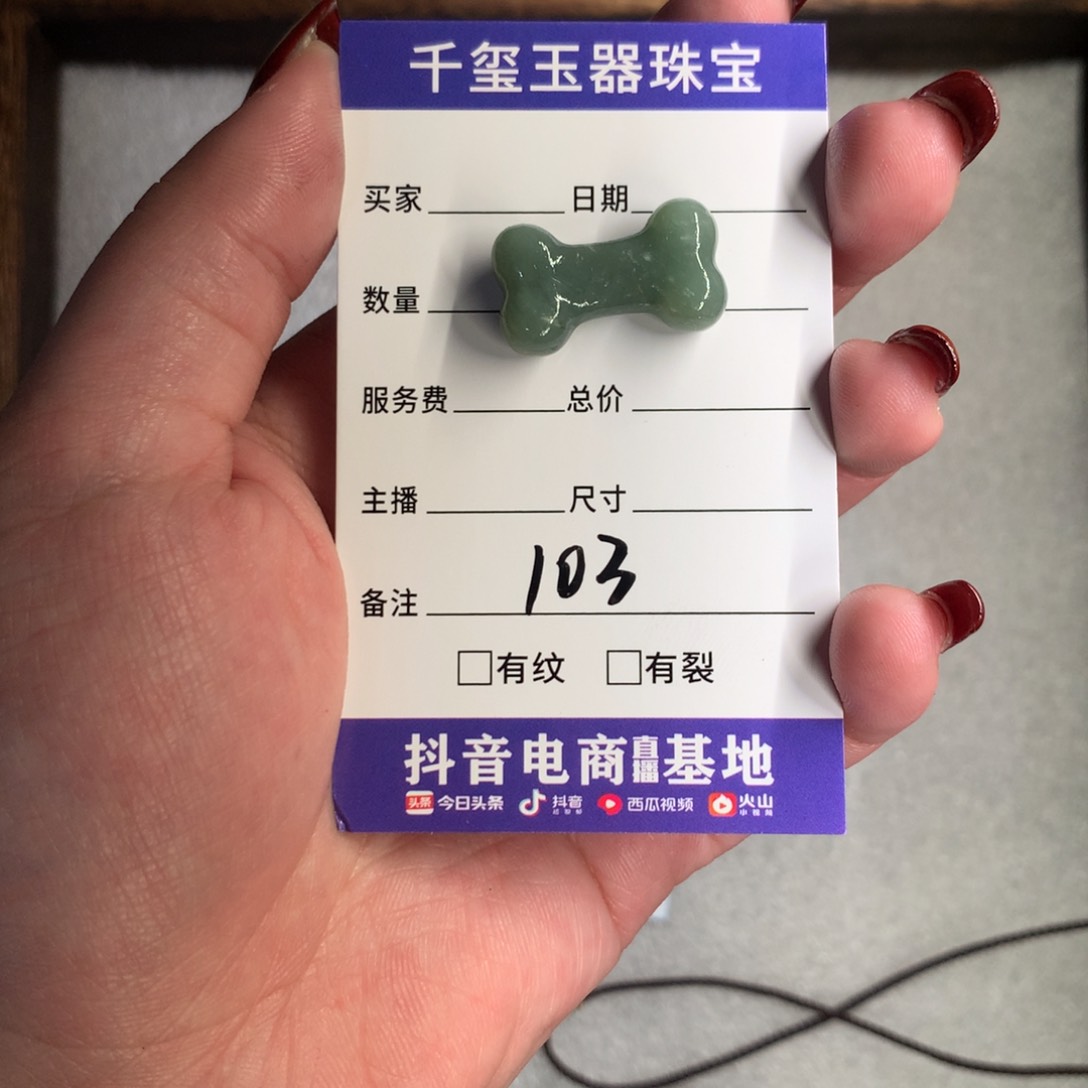 千玺玉器珠宝
买家 日期
数量
服务费 总价
主播 尺寸
备注 103
有纹 有裂
抖音电商直播基地
头条 今日头条 抖音 西瓜视频 火山